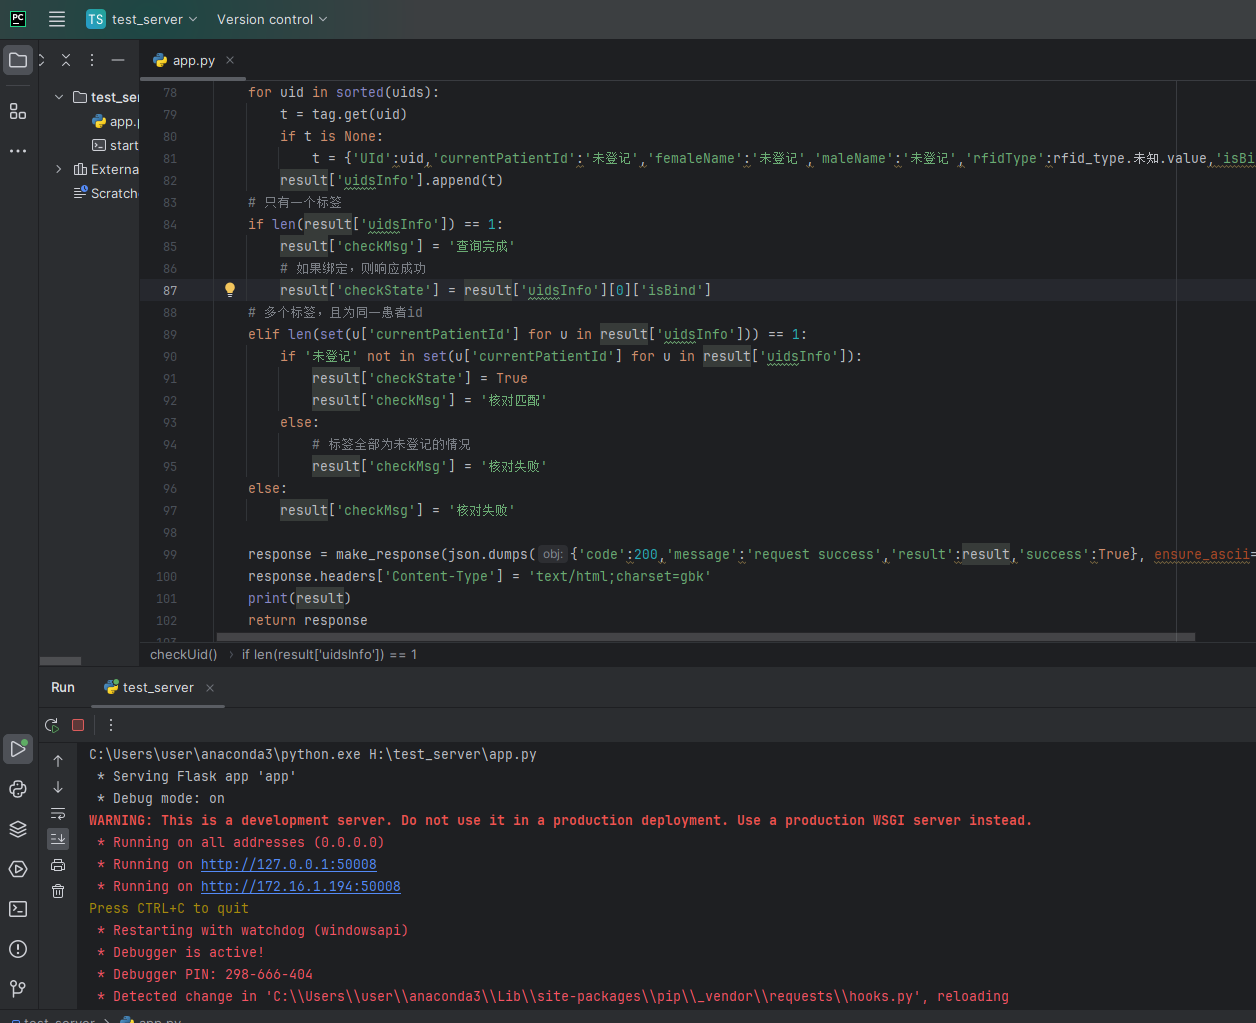 PC
TS test_server Version control
app.py
test_se
app.
start
Externa
Scratch
78 for uid in sorted(uids):
79 t = tag.get(uid)
80 if t is None:
81 t = {'UId':uid,'currentPatientId':'未登记','femaleName':'未登记','maleName':'未登记','rfidType':rfid_type.未知.value,'isBi
82 result['uidsInfo'].append(t)
83 # 只有一个标签
84 if len(result['uidsInfo']) == 1:
85 result['checkMsg'] = '查询完成'
86 # 如果绑定，则响应成功
87 result['checkState'] = result['uidsInfo'][0]['isBind']
88 # 多个标签，且为同一患者id
89 elif len(set(u['currentPatientId'] for u in result['uidsInfo'])) == 1:
90 if '未登记' not in set(u['currentPatientId'] for u in result['uidsInfo']):
91 result['checkState'] = True
92 result['checkMsg'] = '核对匹配'
93 else:
94 # 标签全部为未登记的情况
95 result['checkMsg'] = '核对失败'
96 else:
97 result['checkMsg'] = '核对失败'
98
99 response = make_response(json.dumps( obj: {'code':200,'message':'request success','result':result,'success':True}, ensure_ascii=
100 response.headers['Content-Type'] = 'text/html;charset=gbk'
101 print(result)
102 return response
checkUid() › if len(result['uidsInfo']) == 1
Run test_server
C:\Users\user\anaconda3\python.exe H:\test_server\app.py
* Serving Flask app 'app'
* Debug mode: on
WARNING: This is a development server. Do not use it in a production deployment. Use a production WSGI server instead.
* Running on all addresses (0.0.0.0)
* Running on http://127.0.0.1:50008
* Running on http://172.16.1.194:50008
Press CTRL+C to quit
* Restarting with watchdog (windowsapi)
* Debugger is active!
* Debugger PIN: 298-666-404
* Detected change in 'C:\\Users\\user\\anaconda3\\Lib\\site-packages\\pip\\_vendor\\requests\\hooks.py', reloading
test_server › app.py